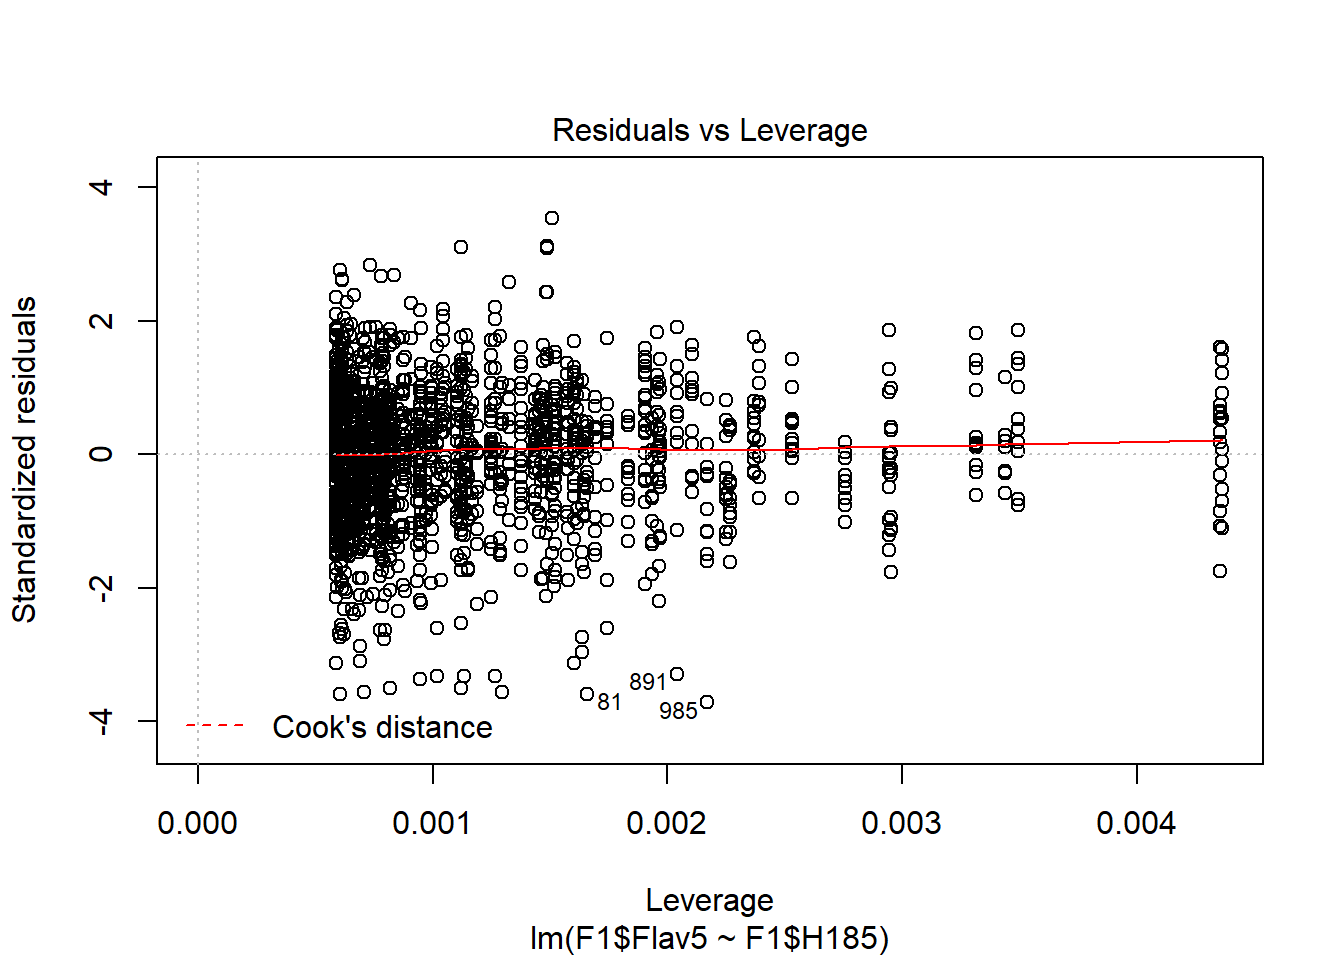 Residuals vs Leverage
Standardized residuals
4
2
0
-2
-4
891
81
985
Cook's distance
0.000 0.001 0.002 0.003 0.004
Leverage
lm(F1$Flav5 ~ F1$H185)